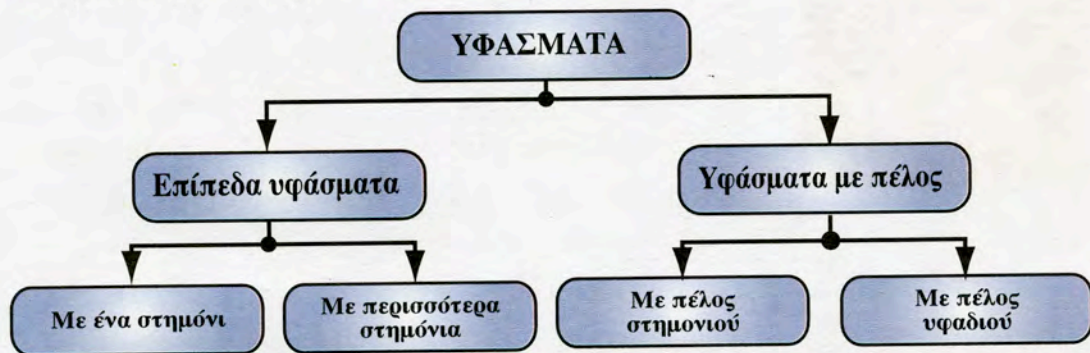 ΥΦΑΣΜΑΤΑ
Επίπεδα υφάσματα
Υφάσματα με πέλος
Με ένα στημόνι
Με περισσότερα
στημόνια
Με πέλος
στημονιού
Με πέλος
υφαδιού